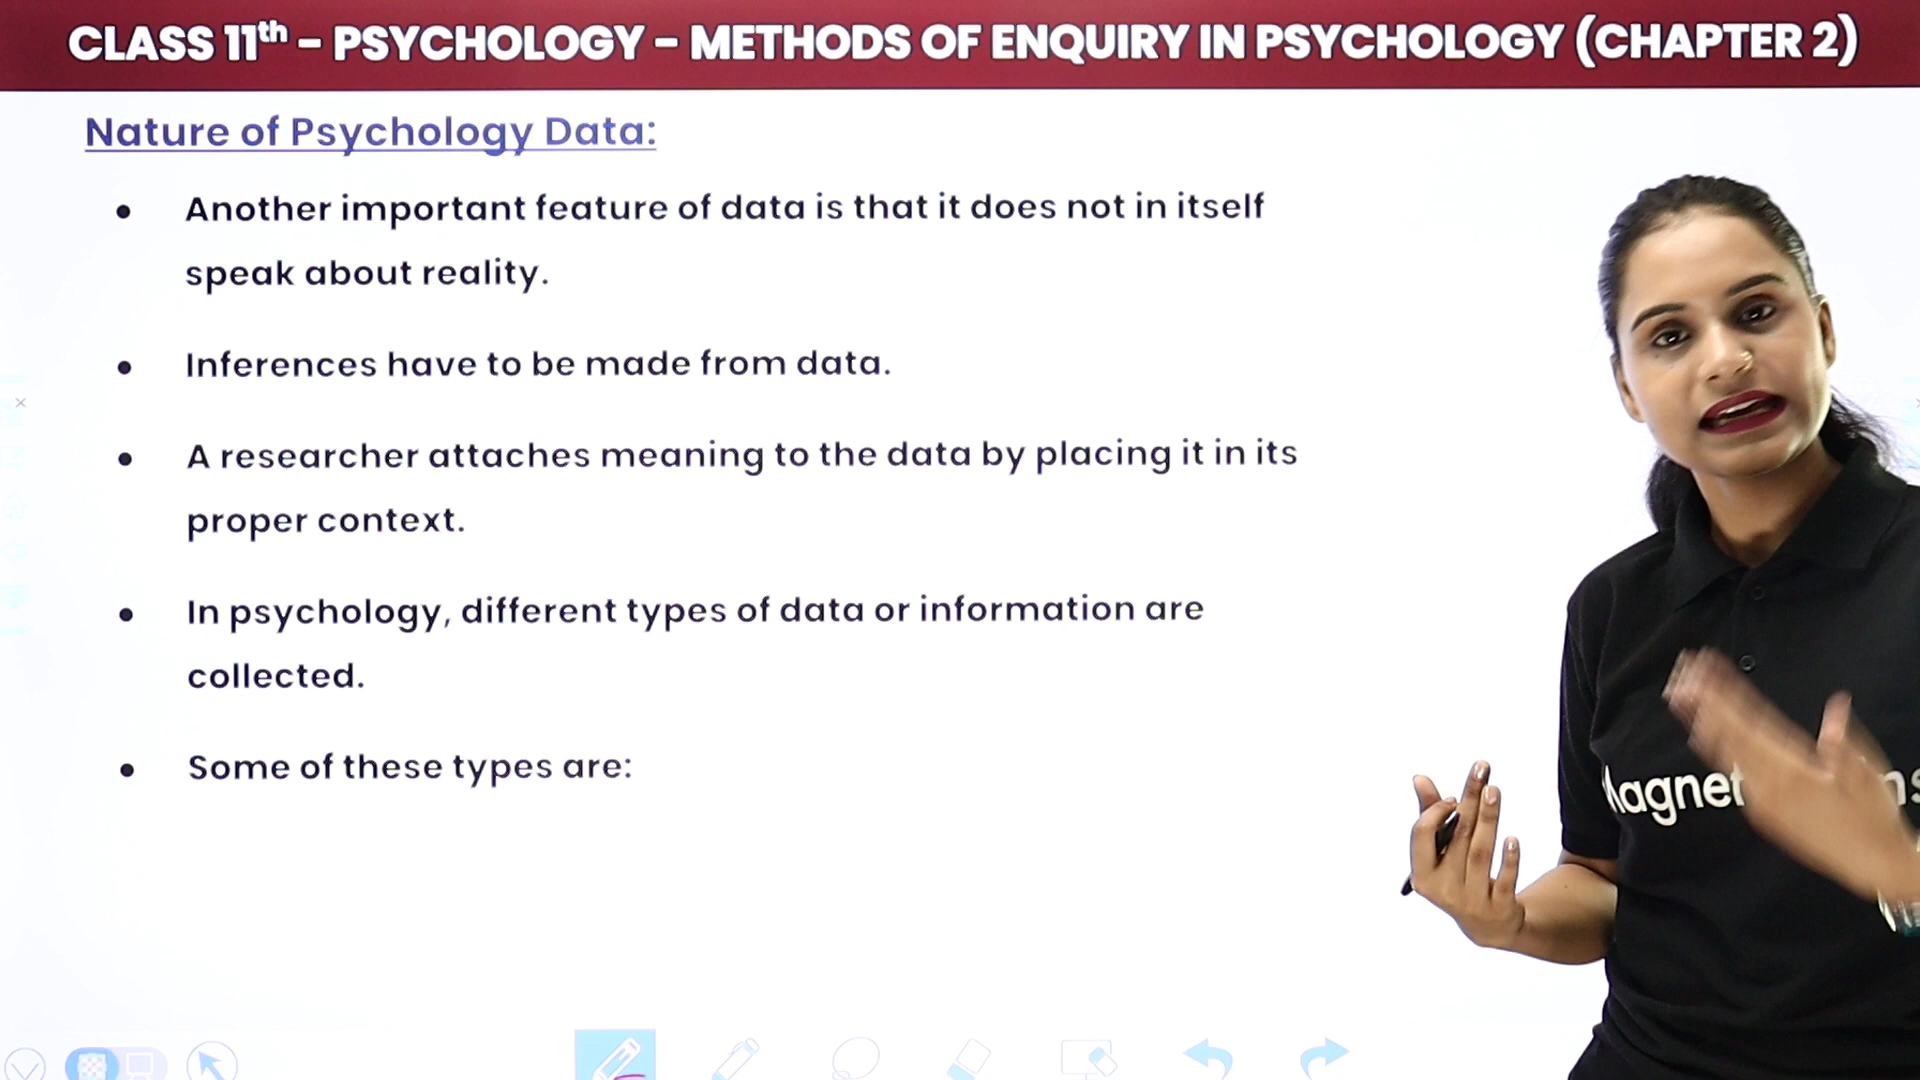 CLASS 11th – PSYCHOLOGY – METHODS OF ENQUIRY IN PSYCHOLOGY (CHAPTER 2)
Nature of Psychology Data:
• Another important feature of data is that it does not in itself
speak about reality.
• Inferences have to be made from data.
• A researcher attaches meaning to the data by placing it in its
proper context.
• In psychology, different types of data or information are
collected.
• Some of these types are: